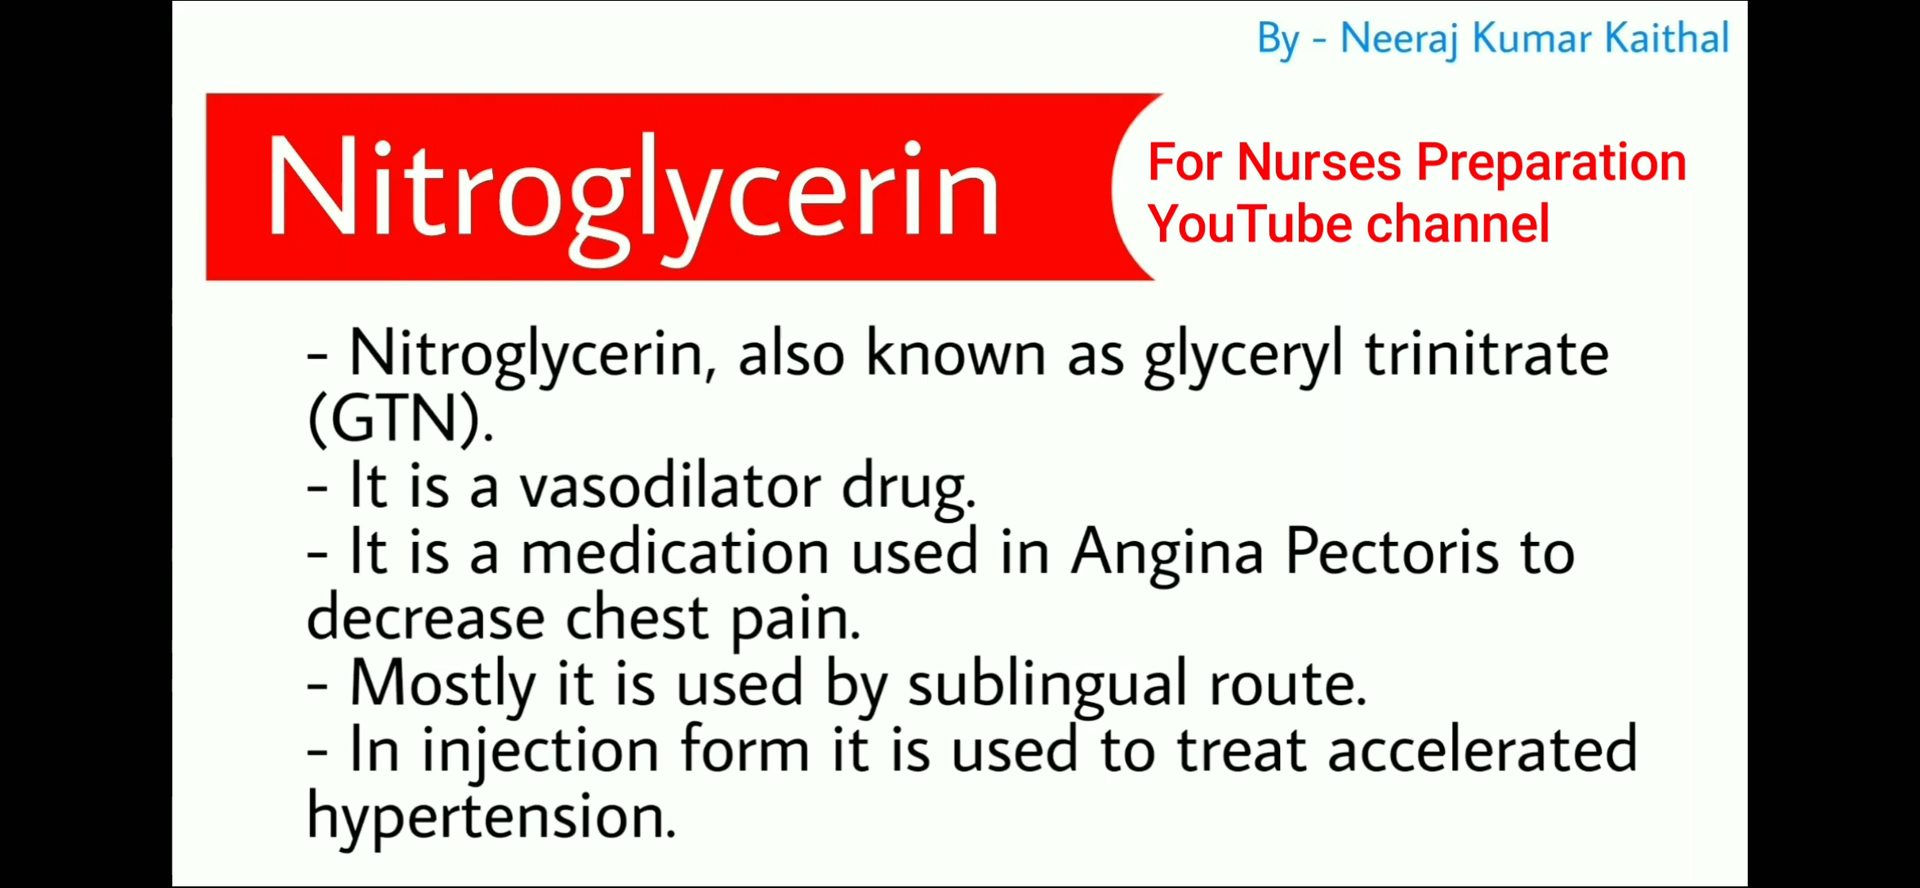 By - Neeraj Kumar Kaithal
Nitroglycerin
For Nurses Preparation
YouTube channel
- Nitroglycerin, also known as glyceryl trinitrate
(GTN).
- It is a vasodilator drug.
- It is a medication used in Angina Pectoris to
decrease chest pain.
- Mostly it is used by sublingual route.
- In injection form it is used to treat accelerated
hypertension.